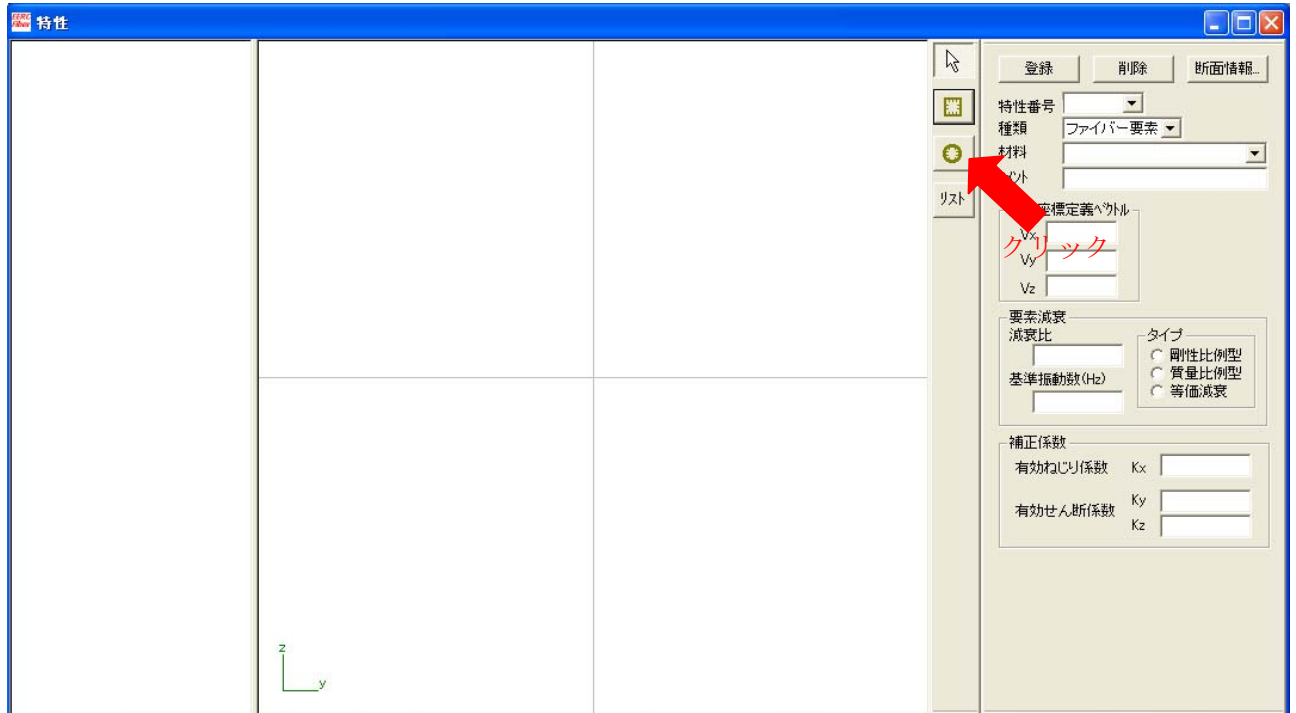 EERC Fiber 特性
登録 削除 断面情報...
特性番号
種類 ファイバー要素
材料
リスト
座標定義ベクトル
Vx
クリック
Vy
Vz
要素減衰
減衰比
タイプ
剛性比例型
質量比例型
等価減衰
基準振動数(Hz)
補正係数
有効ねじり係数 Kx
有効せん断係数 Ky
Kz
z
y